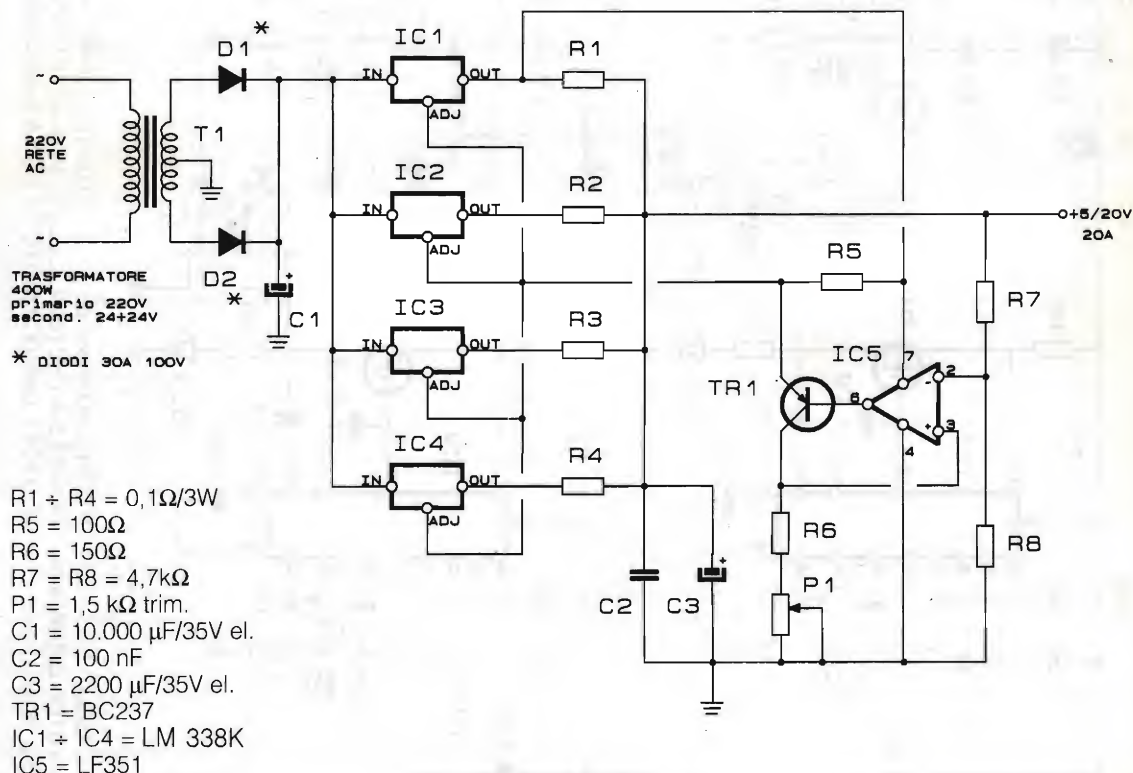 D1 *
IC1
IN
OUT
ADJ
R1
~
220V
RETE
AC
~
T1
IC2
IN
OUT
ADJ
R2
+5/20V
20A
D2 *
C1
+
TRASFORMATORE
400W
primario 220V
second. 24+24V
* DIODI 30A 100V
R5
R7
IC3
IN
OUT
ADJ
R3
IC5
7
2
-
6
+
3
4
TR1
IC4
IN
OUT
ADJ
R4
R6
R8
P1
C2
C3
+
R1 ÷ R4 = 0,1Ω/3W
R5 = 100Ω
R6 = 150Ω
R7 = R8 = 4,7kΩ
P1 = 1,5 kΩ trim.
C1 = 10.000 µF/35V el.
C2 = 100 nF
C3 = 2200 µF/35V el.
TR1 = BC237
IC1 ÷ IC4 = LM 338K
IC5 = LF351